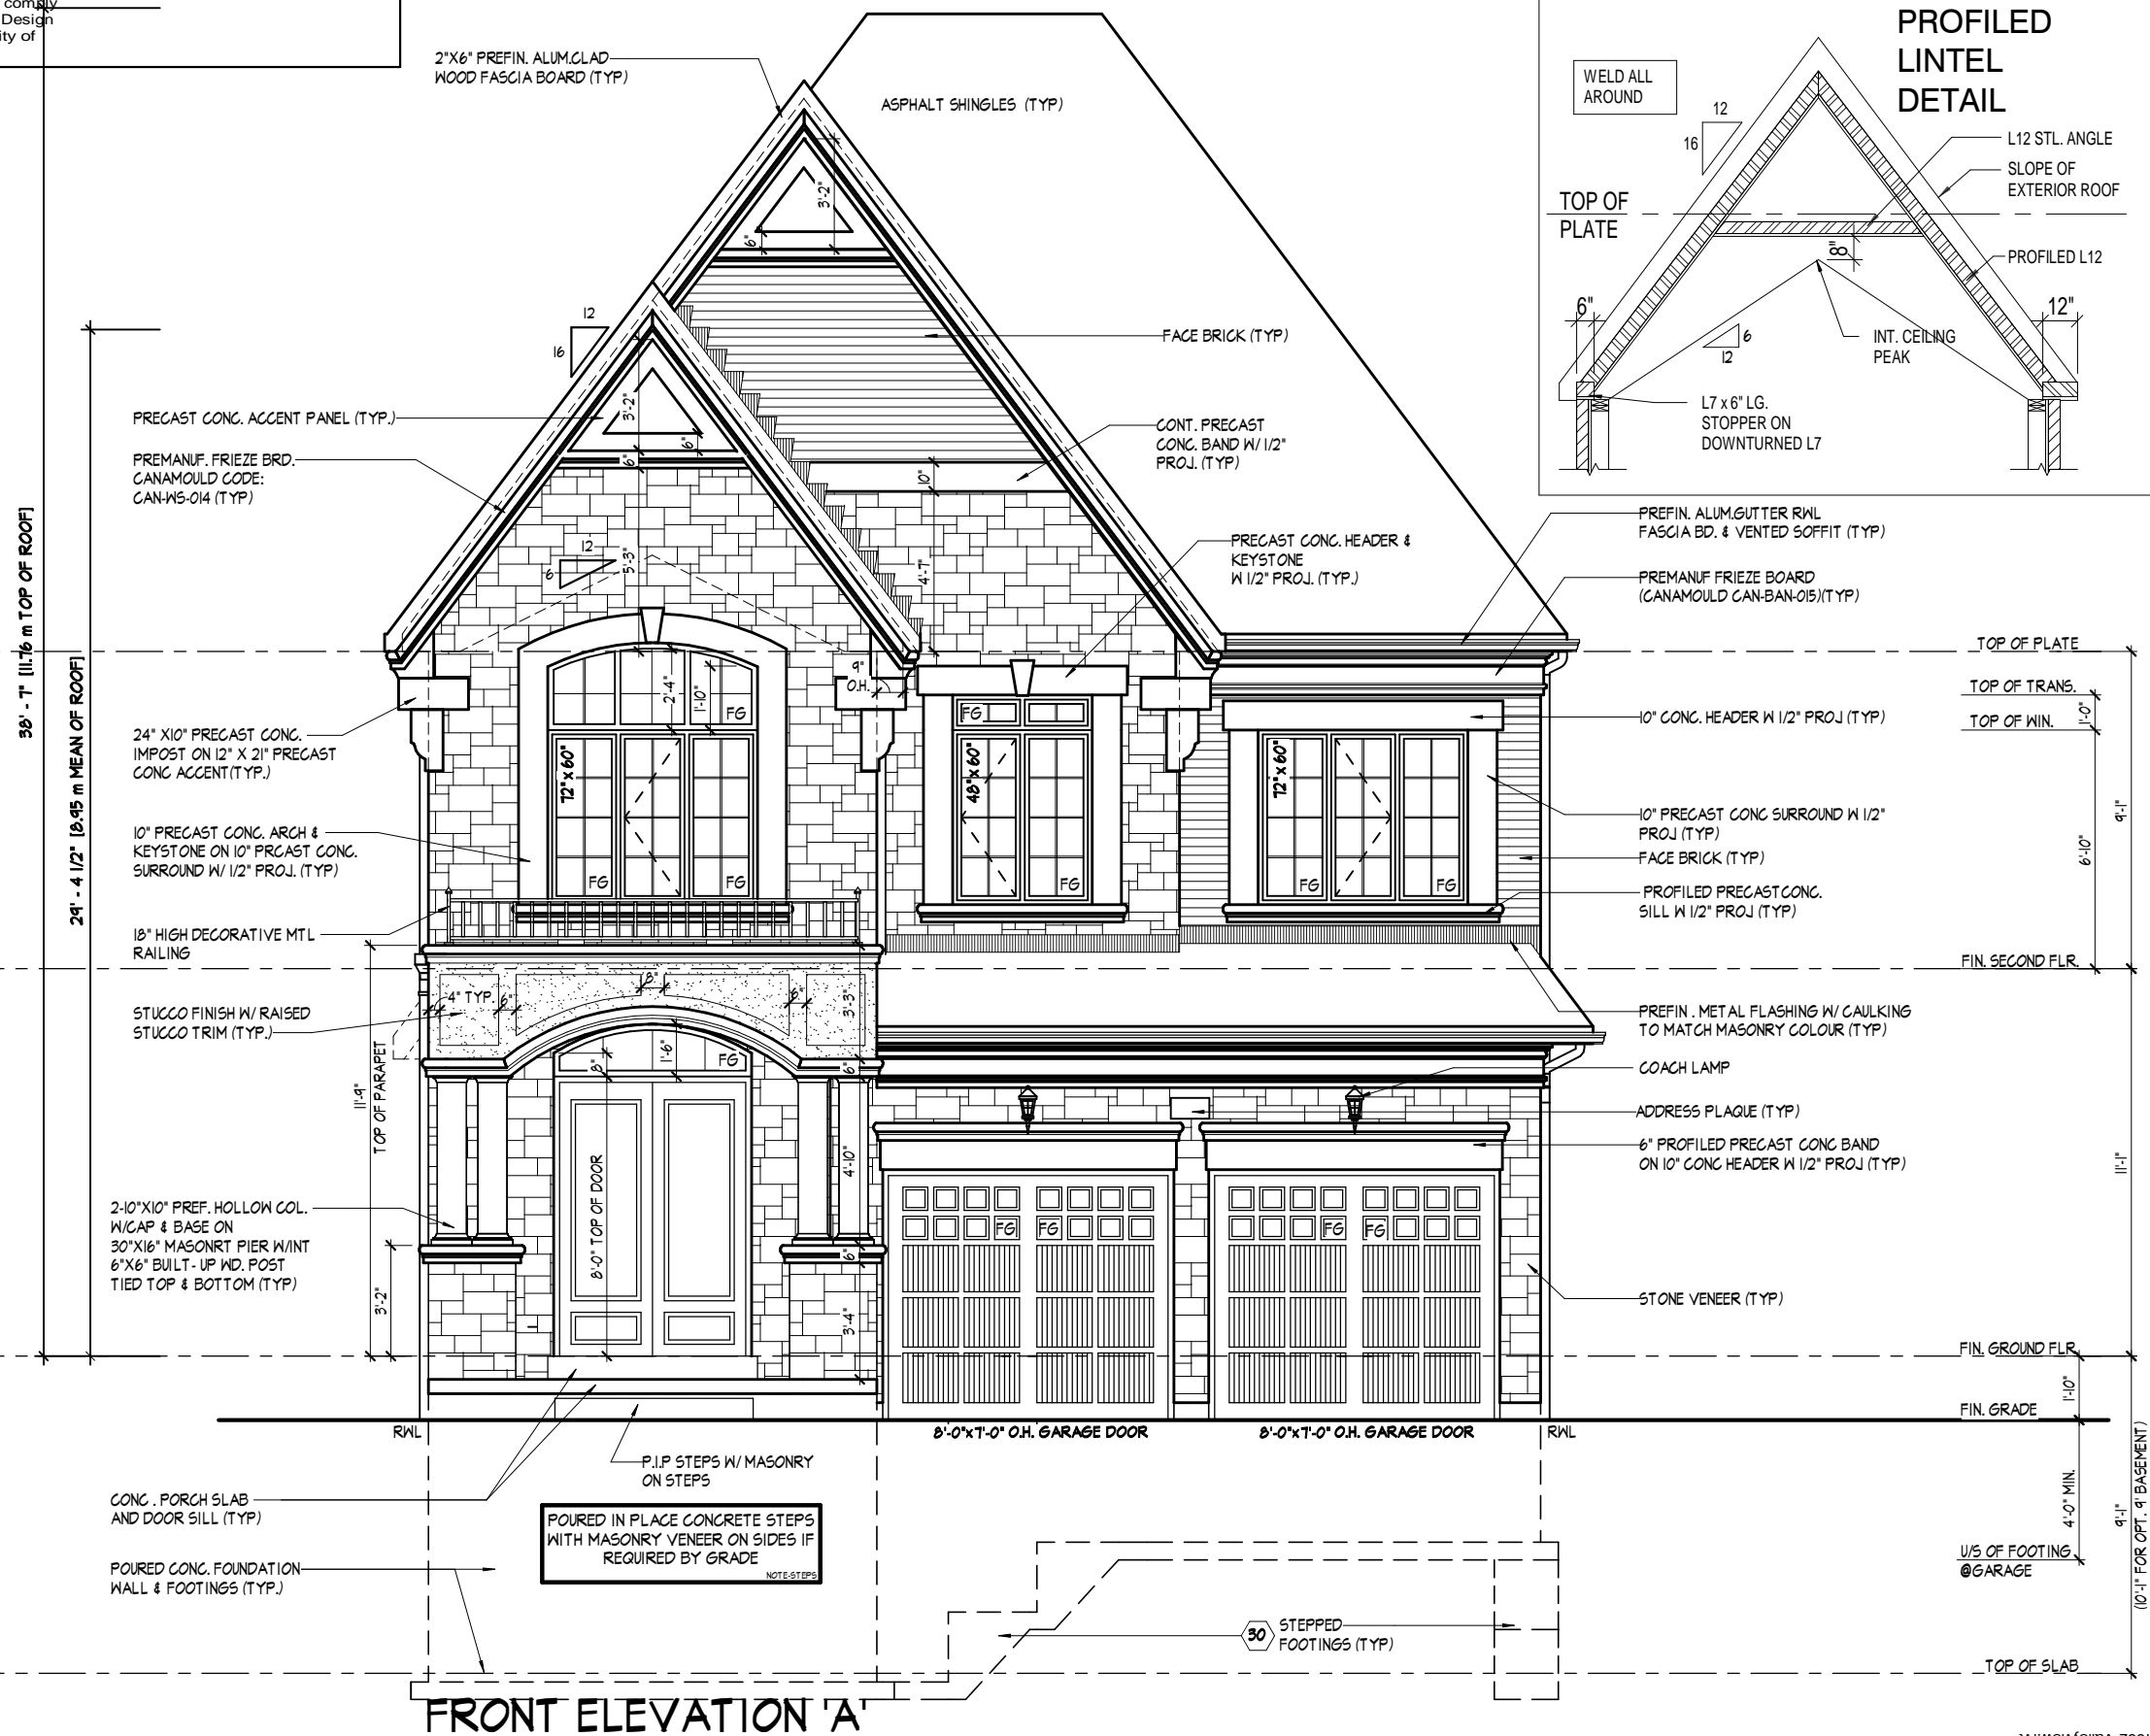 comply
Design
ity of
2"X6" PREFIN. ALUM.CLAD
WOOD FASCIA BOARD (TYP)
ASPHALT SHINGLES (TYP)
PROFILED
LINTEL
DETAIL
WELD ALL
AROUND
12
16
L12 STL. ANGLE
SLOPE OF
EXTERIOR ROOF
TOP OF
PLATE
8"
PROFILED L12
6"
12"
6
12
INT. CEILING
PEAK
L7 x 6" LG.
STOPPER ON
DOWNTURNED L7
3'-2"
6"
12
16
FACE BRICK (TYP)
PRECAST CONC. ACCENT PANEL (TYP.)
3'-2"
6"
6"
CONT. PRECAST
CONC. BAND W/ 1/2"
PROJ. (TYP)
10"
PREMANUF. FRIEZE BRD.
CANAMOULD CODE:
CAN-WS-014 (TYP)
38' - 7" [11.76 m TOP OF ROOF]
29' - 4 1/2" [8.95 m MEAN OF ROOF]
12
6
5'-3"
4'-7"
PRECAST CONC. HEADER &
KEYSTONE
W 1/2" PROJ. (TYP.)
PREFIN. ALUM.GUTTER RWL
FASCIA BD. & VENTED SOFFIT (TYP)
PREMANUF FRIEZE BOARD
(CANAMOULD CAN-BAN-015)(TYP)
TOP OF PLATE
TOP OF TRANS.
1'-0"
TOP OF WIN.
9"
O.H.
2'-4"
1'-10"
FG
FG
24" X10" PRECAST CONC.
IMPOST ON 12" X 21" PRECAST
CONC ACCENT(TYP.)
10" CONC. HEADER W 1/2" PROJ (TYP)
72"x60"
48"x60"
72"x60"
10" PRECAST CONC SURROUND W 1/2"
PROJ (TYP)
9'-1"
6'-10"
10" PRECAST CONC. ARCH &
KEYSTONE ON 10" PRCAST CONC.
SURROUND W/ 1/2" PROJ. (TYP)
FACE BRICK (TYP)
FG
FG
FG
FG
FG
PROFILED PRECASTCONC.
SILL W 1/2" PROJ (TYP)
18" HIGH DECORATIVE MTL
RAILING
FIN. SECOND FLR.
4" TYP.
6"
8"
6"
3'-3"
STUCCO FINISH W/ RAISED
STUCCO TRIM (TYP.)
PREFIN . METAL FLASHING W/ CAULKING
TO MATCH MASONRY COLOUR (TYP)
11'-9"
TOP OF PARAPET
8"
1'-6"
FG
6"
COACH LAMP
ADDRESS PLAQUE (TYP)
6" PROFILED PRECAST CONC BAND
ON 10" CONC HEADER W 1/2" PROJ (TYP)
11'-1"
8'-0" TOP OF DOOR
4'-10"
2-10"X10" PREF. HOLLOW COL.
W/CAP & BASE ON
30"X16" MASONRT PIER W/INT
6"X6" BUILT- UP WD. POST
TIED TOP & BOTTOM (TYP)
FG
FG
FG
FG
6"
3'-2"
3'-4"
STONE VENEER (TYP)
FIN. GROUND FLR
1'-10"
FIN. GRADE
RWL
8'-0"x7'-0" O.H. GARAGE DOOR
8'-0"x7'-0" O.H. GARAGE DOOR
RWL
P.I.P STEPS W/ MASONRY
ON STEPS
CONC . PORCH SLAB
AND DOOR SILL (TYP)
POURED IN PLACE CONCRETE STEPS
WITH MASONRY VENEER ON SIDES IF
REQUIRED BY GRADE
NOTE-STEPS
4'-0" MIN.
9'-1"
(10'-1" FOR OPT. 9' BASEMENT)
POURED CONC. FOUNDATION
WALL & FOOTINGS (TYP.)
U/S OF FOOTING
@GARAGE
30
STEPPED
FOOTINGS (TYP)
TOP OF SLAB
FRONT ELEVATION 'A'